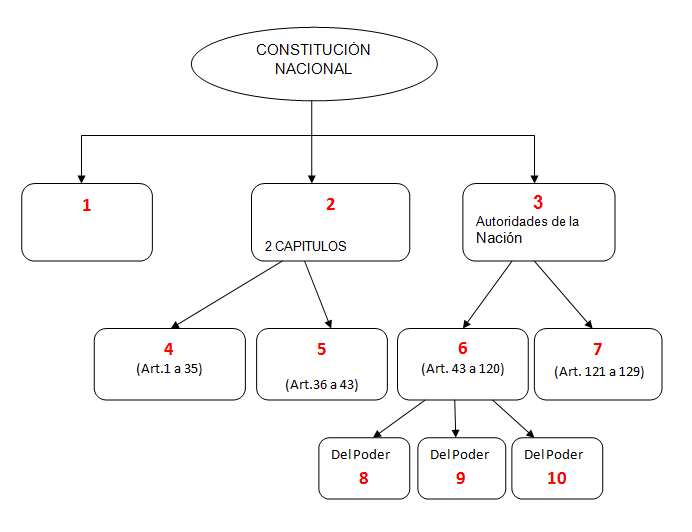 CONSTITUCIÓN
NACIONAL
1
2
2 CAPITULOS
3
Autoridades de la
Nación
4
(Art.1 a 35)
5
(Art.36 a 43)
6
(Art. 43 a 120)
7
(Art. 121 a 129)
Del Poder
8
Del Poder
9
Del Poder
10